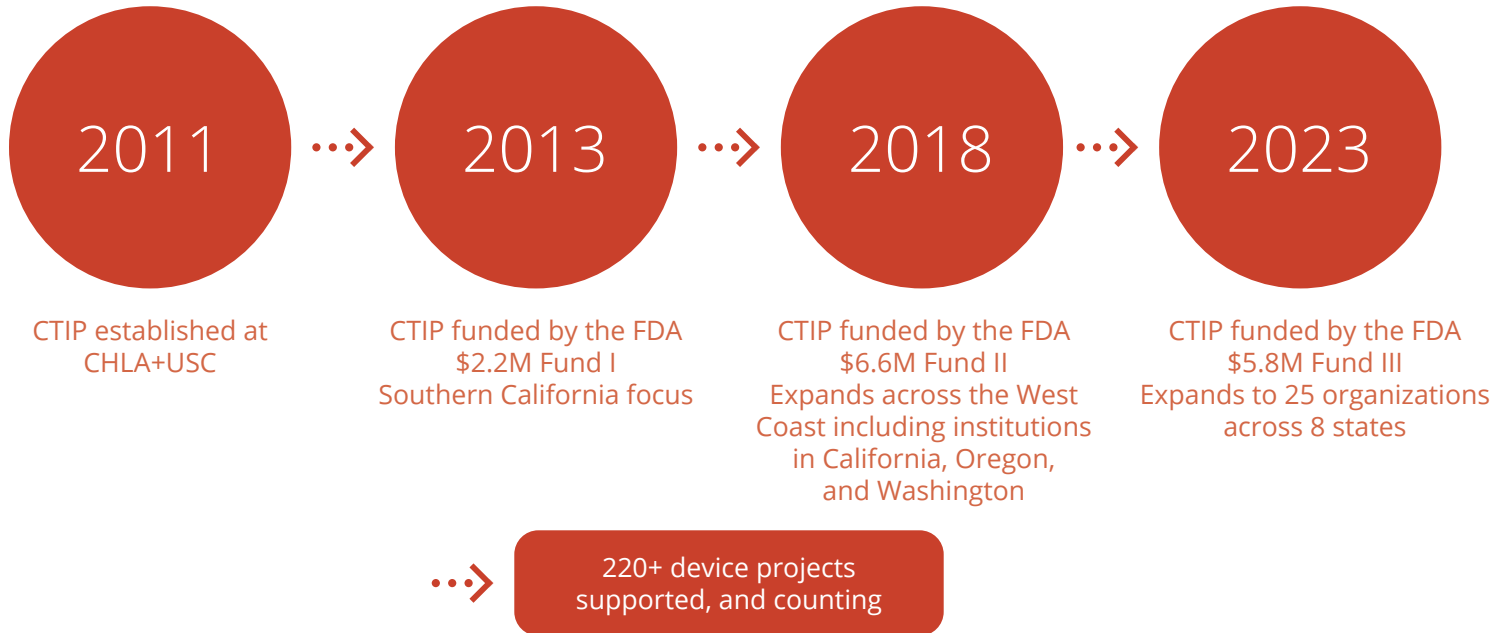 2011
2013
2018
2023
CTIP established at
CHLA+USC
CTIP funded by the FDA
$2.2M Fund I
Southern California focus
CTIP funded by the FDA
$6.6M Fund II
Expands across the West
Coast including institutions
in California, Oregon,
and Washington
CTIP funded by the FDA
$5.8M Fund III
Expands to 25 organizations
across 8 states
220+ device projects
supported, and counting